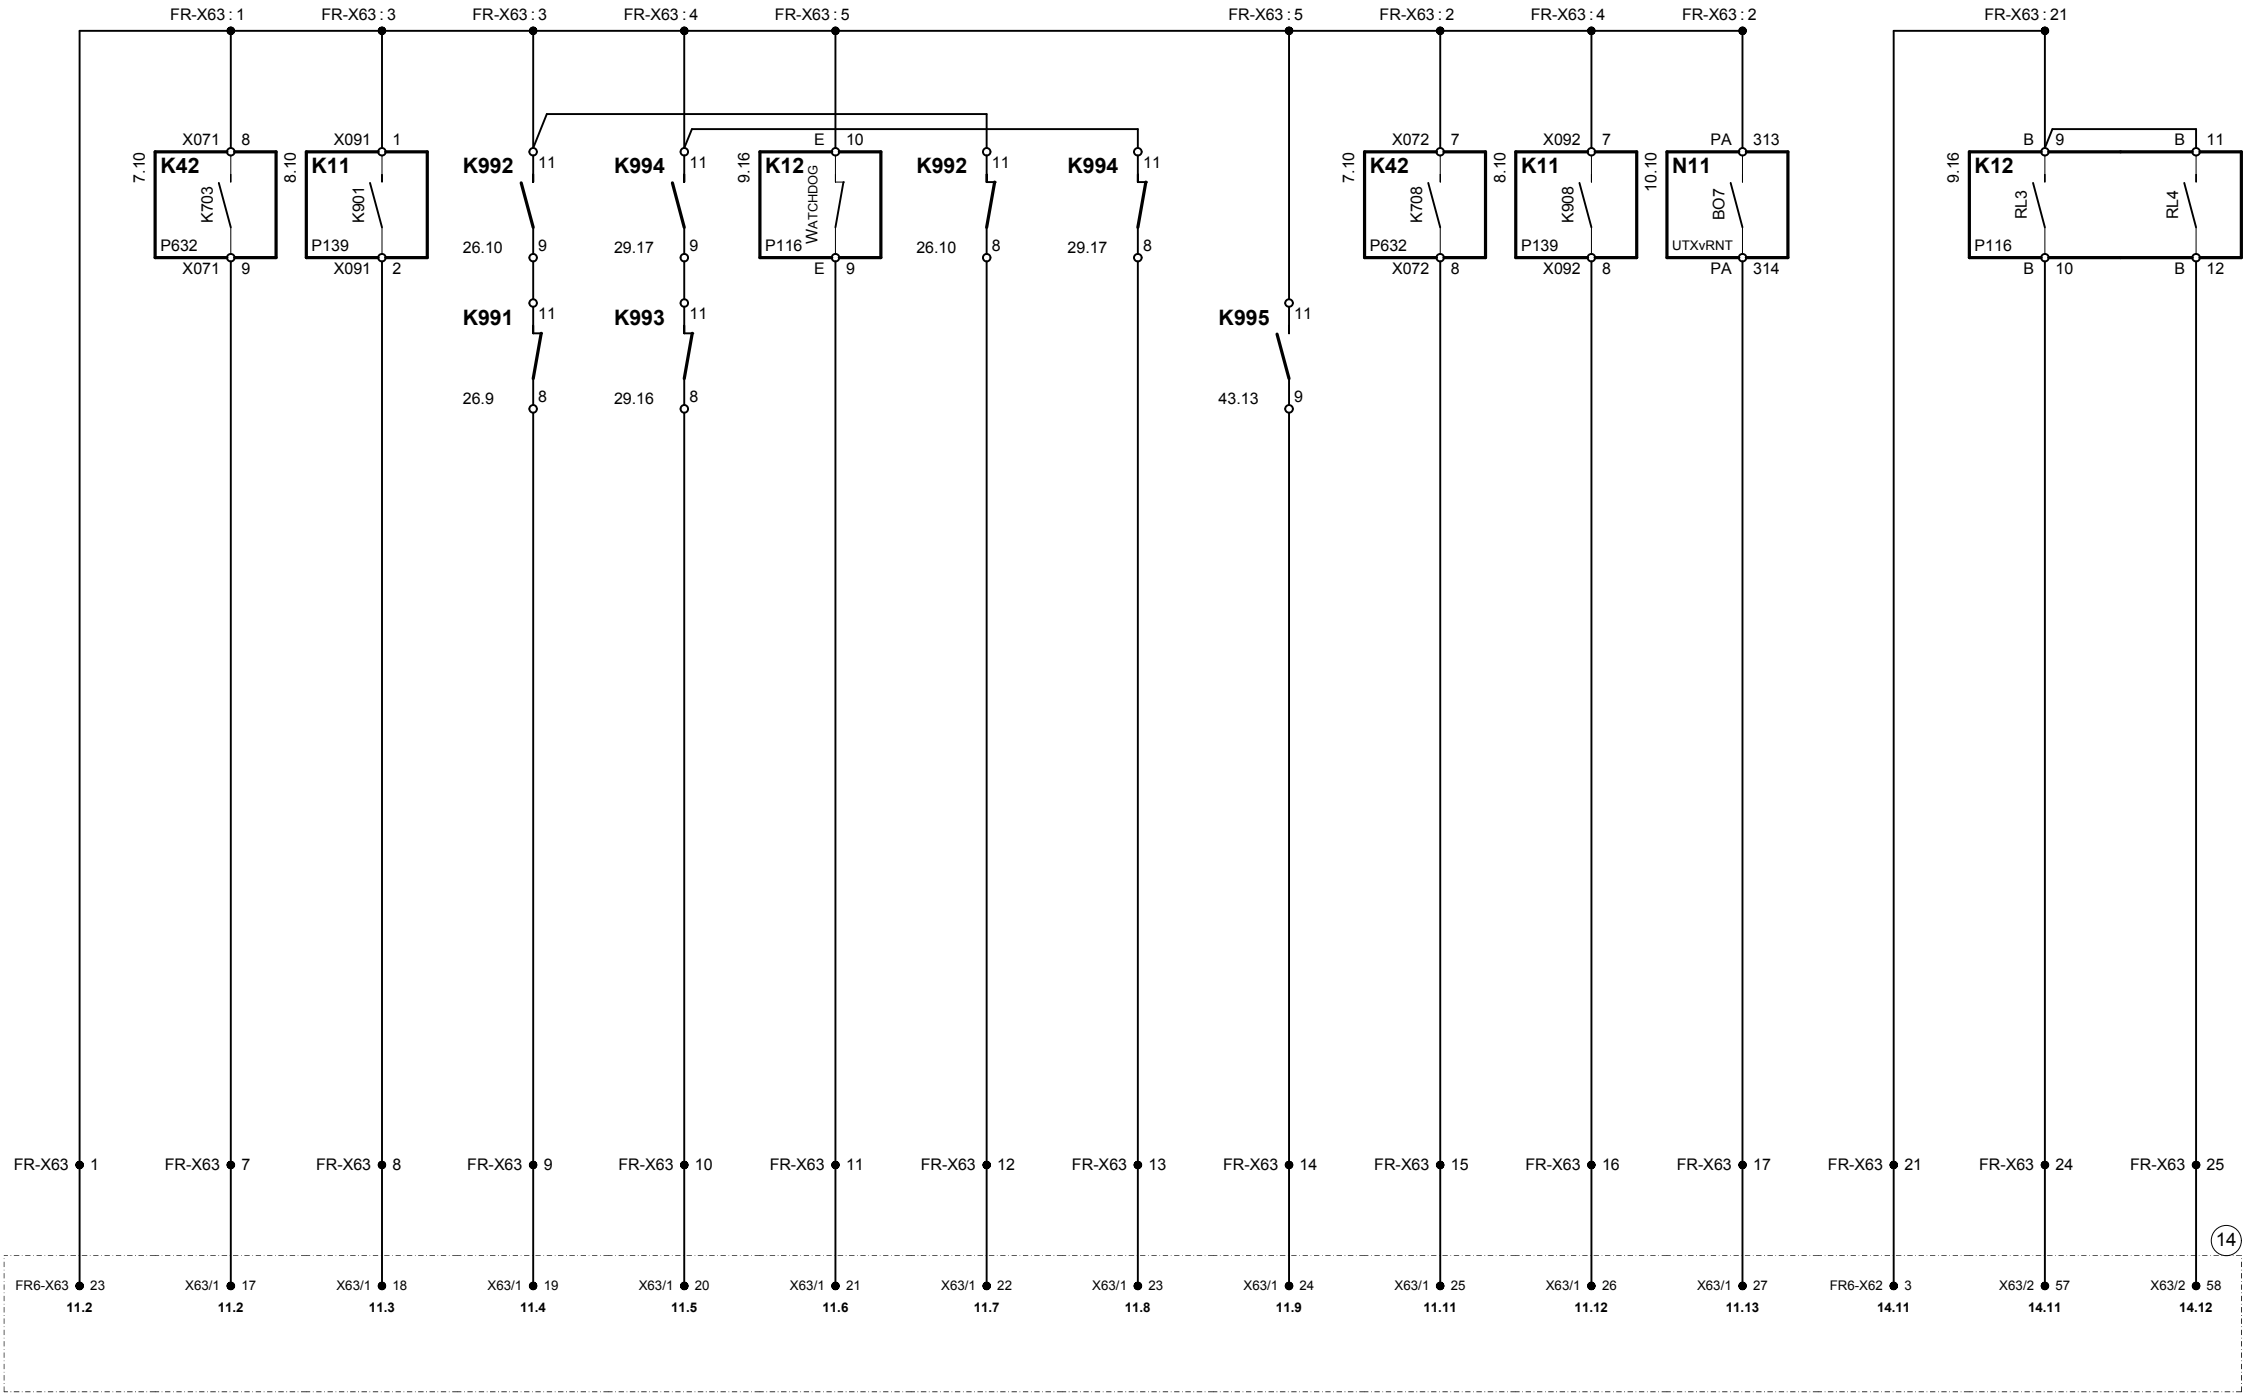 FR-X63 : 1 FR-X63 : 3 FR-X63 : 3 FR-X63 : 4 FR-X63 : 5 FR-X63 : 5 FR-X63 : 2 FR-X63 : 4 FR-X63 : 2 FR-X63 : 21
X071 8 X091 1 E 10 X072 7 X092 7 PA 313 B 9 B 11
7.10 K42 8.10 K11 K992 11 K994 11 9.16 K12 K992 11 K994 11 7.10 K42 8.10 K11 10.10 N11 9.16 K12
K703 K901 WATCHDOG K708 K908 BO7 RL3 RL4
P632 P139 26.10 9 29.17 9 P116 26.10 8 29.17 8 P632 P139 UTXvRNT P116
X071 9 X091 2 E 9 X072 8 X092 8 PA 314 B 10 B 12
K991 11 K993 11 K995 11
26.9 8 29.16 8 43.13 9
FR-X63 1 FR-X63 7 FR-X63 8 FR-X63 9 FR-X63 10 FR-X63 11 FR-X63 12 FR-X63 13 FR-X63 14 FR-X63 15 FR-X63 16 FR-X63 17 FR-X63 21 FR-X63 24 FR-X63 25
14
FR6-X63 23 X63/1 17 X63/1 18 X63/1 19 X63/1 20 X63/1 21 X63/1 22 X63/1 23 X63/1 24 X63/1 25 X63/1 26 X63/1 27 FR6-X62 3 X63/2 57 X63/2 58
11.2 11.2 11.3 11.4 11.5 11.6 11.7 11.8 11.9 11.11 11.12 11.13 14.11 14.11 14.12